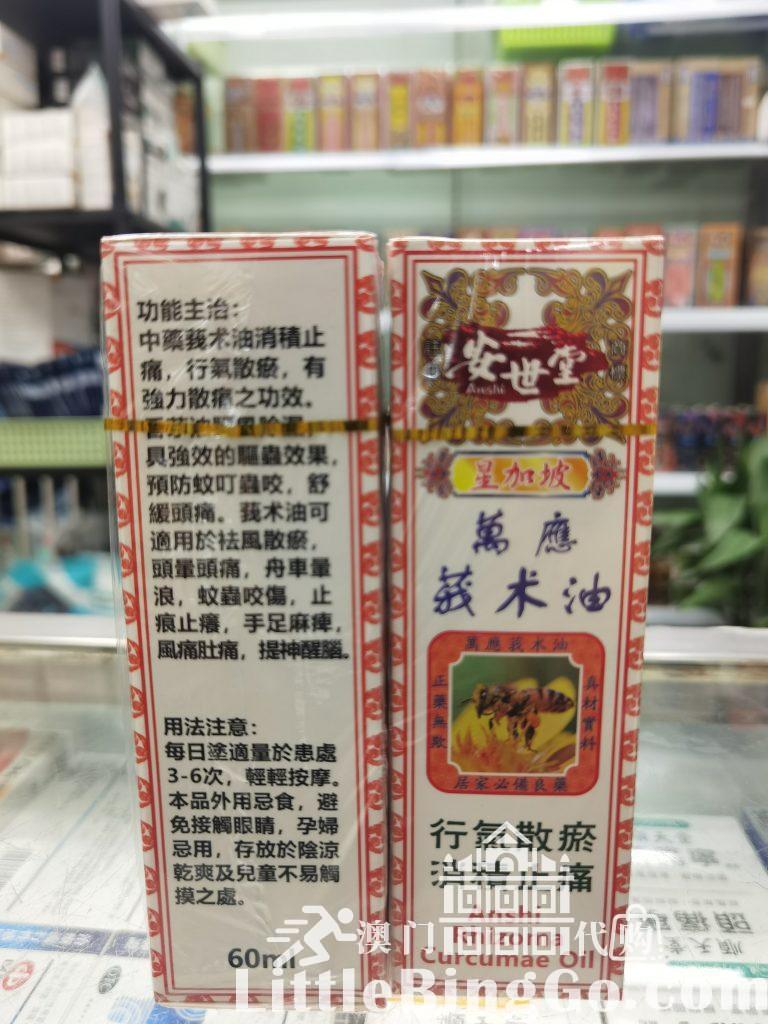 功能主治：
中藥莪术油消積止
痛，行氣散瘀，有
強力散痛之功效。
具強效的驅蟲效果，
預防蚊叮蟲咬，舒
緩頭痛。莪术油可
適用於祛風散瘀，
頭暈頭痛，舟車暈
浪，蚊蟲咬傷，止
痕止癢，手足麻痺，
風痛肚痛，提神醒腦。
用法注意：
每日塗適量於患處
3-6次，輕輕按摩。
本品外用忌食，避
免接觸眼睛，孕婦
忌用，存放於陰涼
乾爽及兒童不易觸
摸之處。
60ml
安世堂
Anshi
星加坡
萬應
莪术油
萬應莪术油
正藥無欺
真材實料
居家必備良藥
行氣散瘀
消積止痛
Anshi
Rhizoma
Curcumae Oil
澳门
代购
LittleBingGo.com